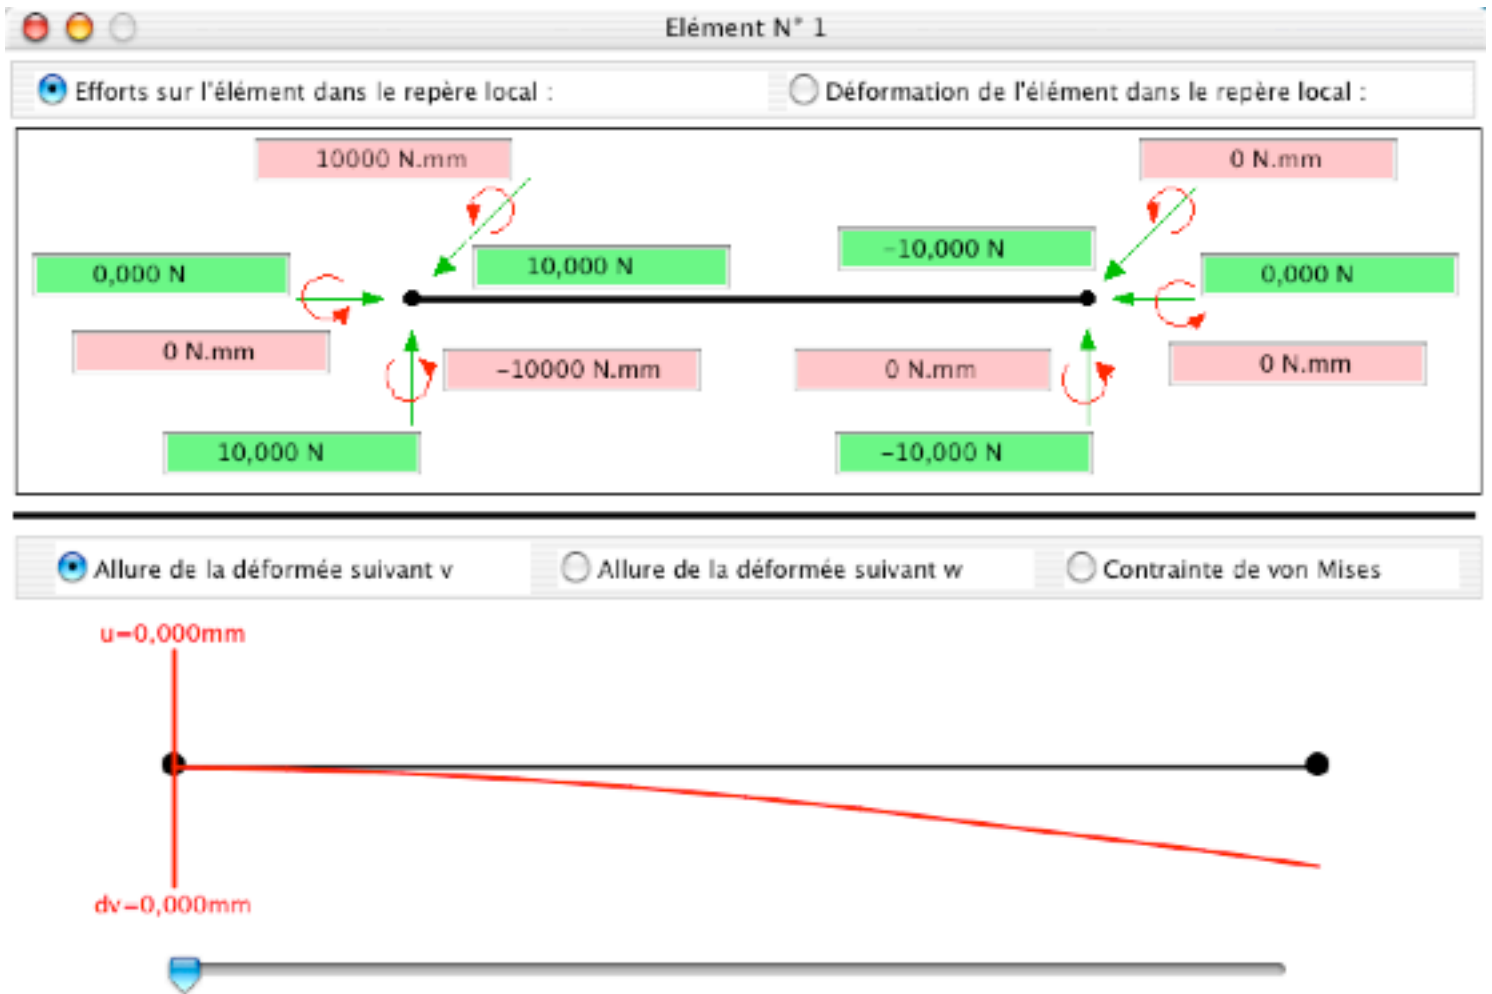 Elément N° 1
Efforts sur l'élément dans le repère local :
Déformation de l'élément dans le repère local :
10000 N.mm
0 N.mm
-10,000 N
10,000 N
0,000 N
0,000 N
0 N.mm
-10000 N.mm
0 N.mm
0 N.mm
10,000 N
-10,000 N
Allure de la déformée suivant v
Allure de la déformée suivant w
Contrainte de von Mises
u=0,000mm
dv=0,000mm